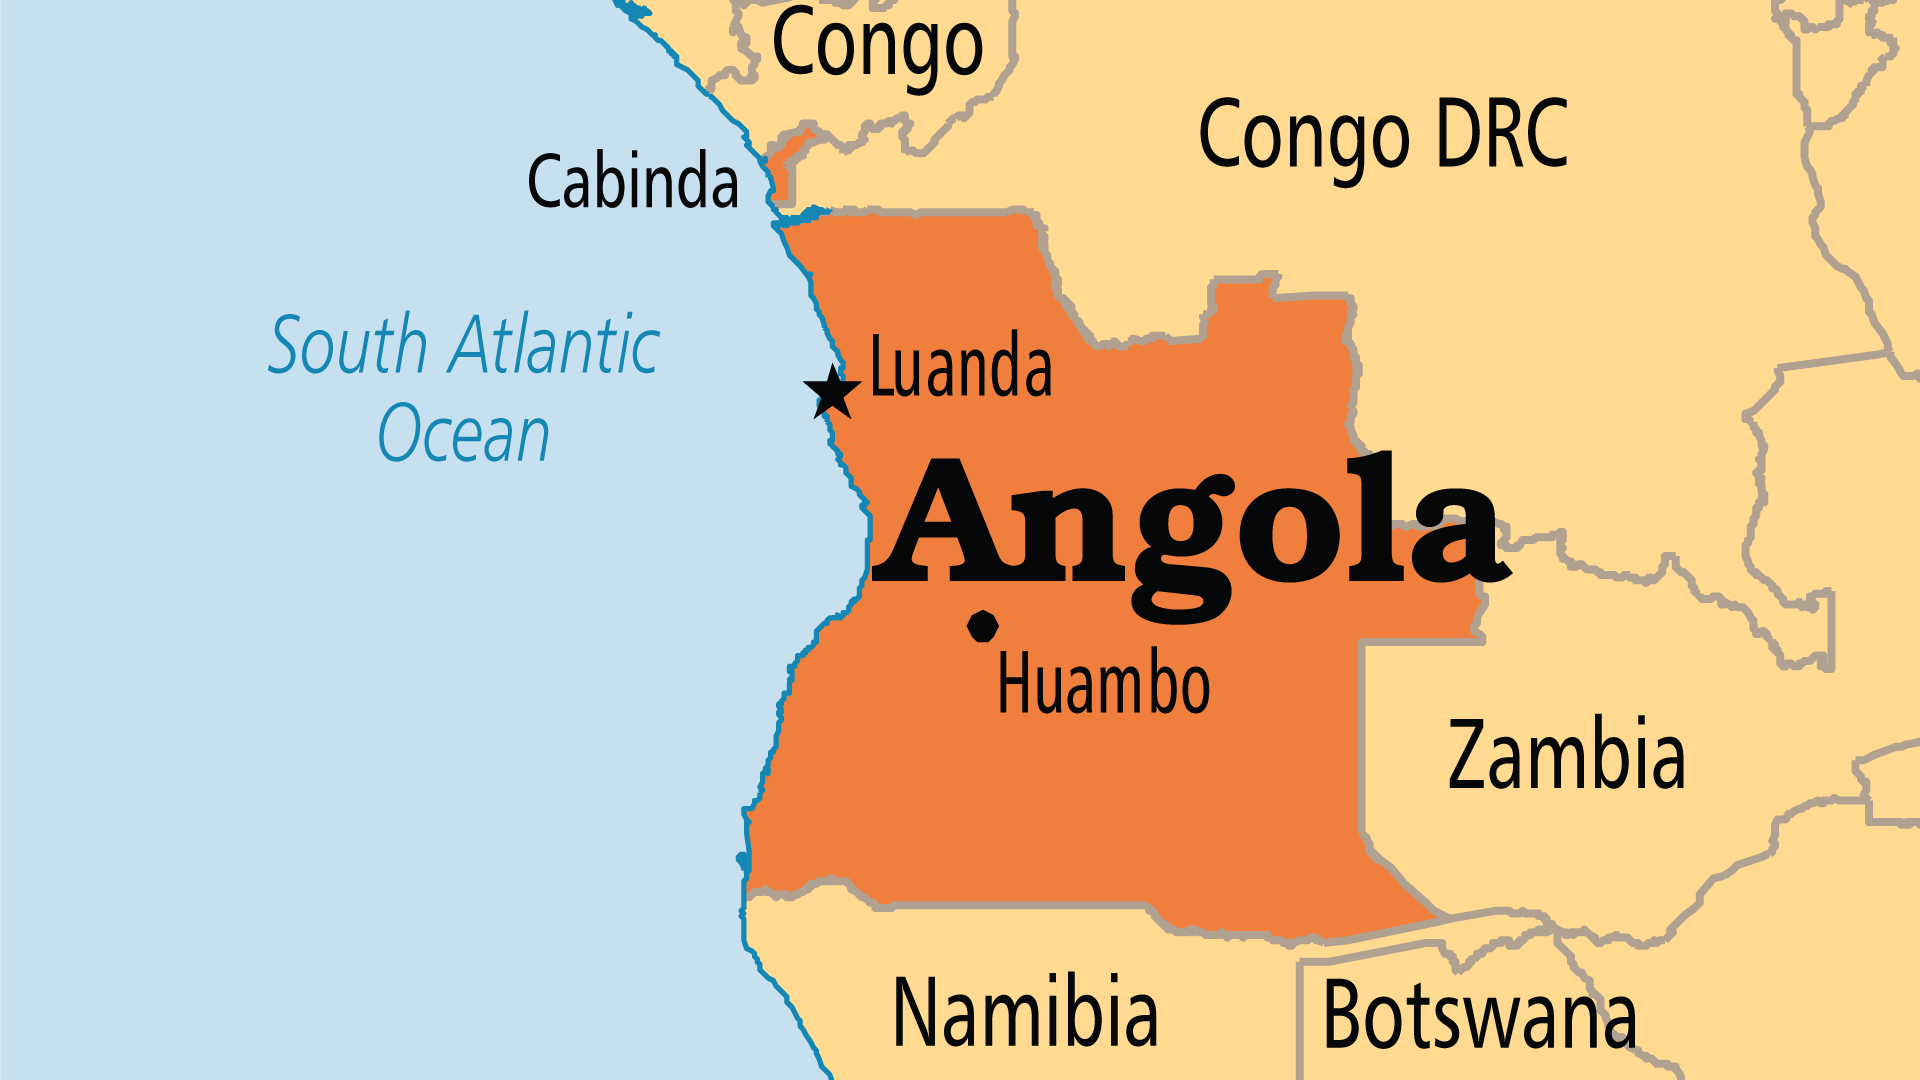 Congo
Congo DRC
Cabinda
South Atlantic
Ocean
Luanda
Angola
Huambo
Zambia
Namibia
Botswana